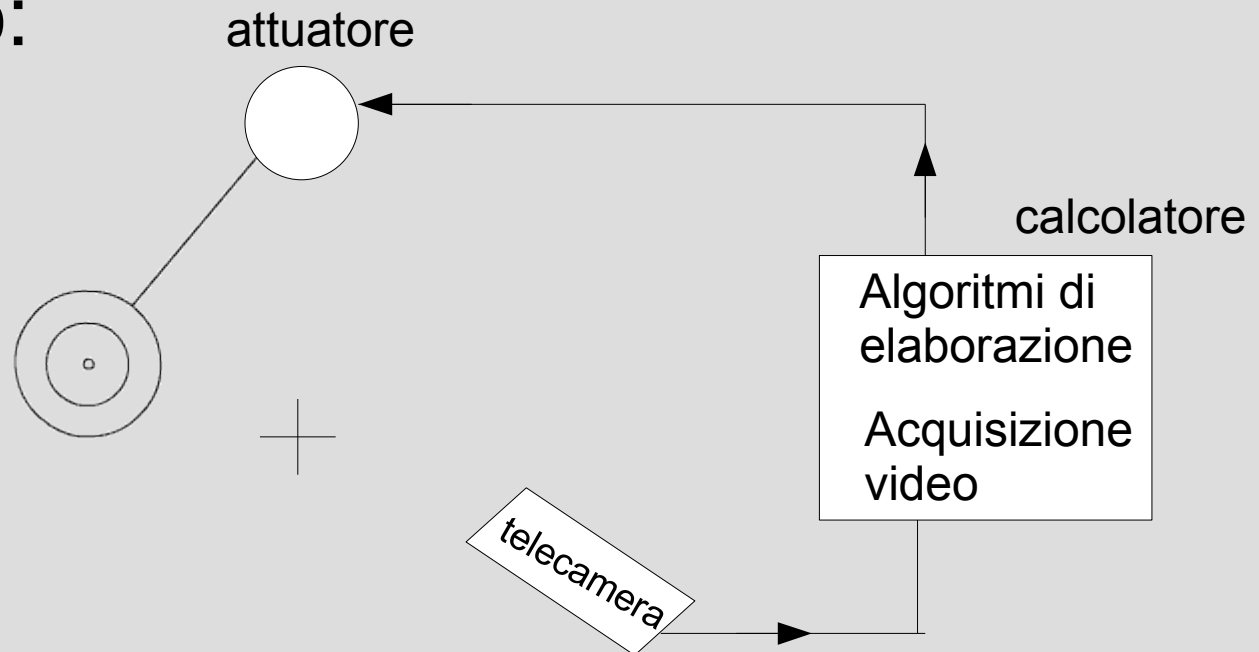 attuatore
calcolatore
Algoritmi di
elaborazione
Acquisizione
video
telecamera